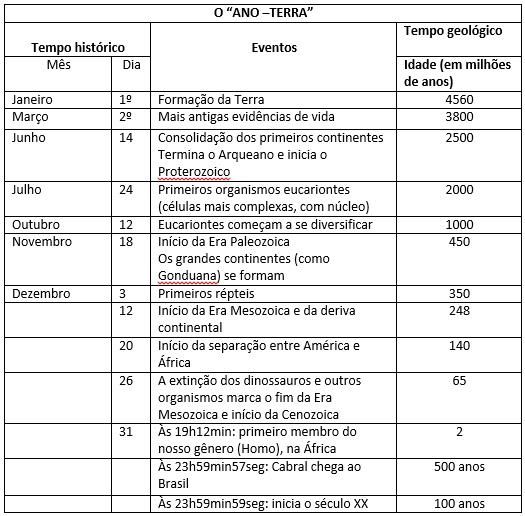 O “ANO –TERRA”
Tempo histórico Eventos Tempo geológico
Mês Dia Idade (em milhões de anos)
Janeiro 1º Formação da Terra 4560
Março 2º Mais antigas evidências de vida 3800
Junho 14 Consolidação dos primeiros continentes 2500
Termina o Arqueano e inicia o
Proterozoico
Julho 24 Primeiros organismos eucariontes 2000
(células mais complexas, com núcleo)
Outubro 12 Eucariontes começam a se diversificar 1000
Novembro 18 Início da Era Paleozoica 450
Os grandes continentes (como
Gonduana) se formam
Dezembro 3 Primeiros répteis 350
12 Início da Era Mesozoica e da deriva 248
continental
20 Início da separação entre América e 140
África
26 A extinção dos dinossauros e outros 65
organismos marca o fim da Era
Mesozoica e início da Cenozoica
31 Às 19h12min: primeiro membro do 2
nosso gênero (Homo), na África
Às 23h59min57seg: Cabral chega ao 500 anos
Brasil
Às 23h59min59seg: inicia o século XX 100 anos